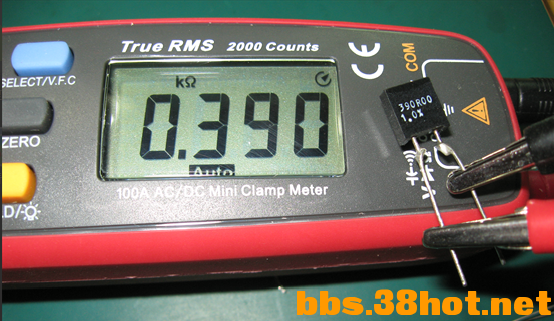 True RMS 2000 Counts
COM
SELECT/V.F.C
kΩ
0.390
390R00
1.0%
ZERO
Auto
100A AC/DC Mini Clamp Meter
bbs.38hot.net